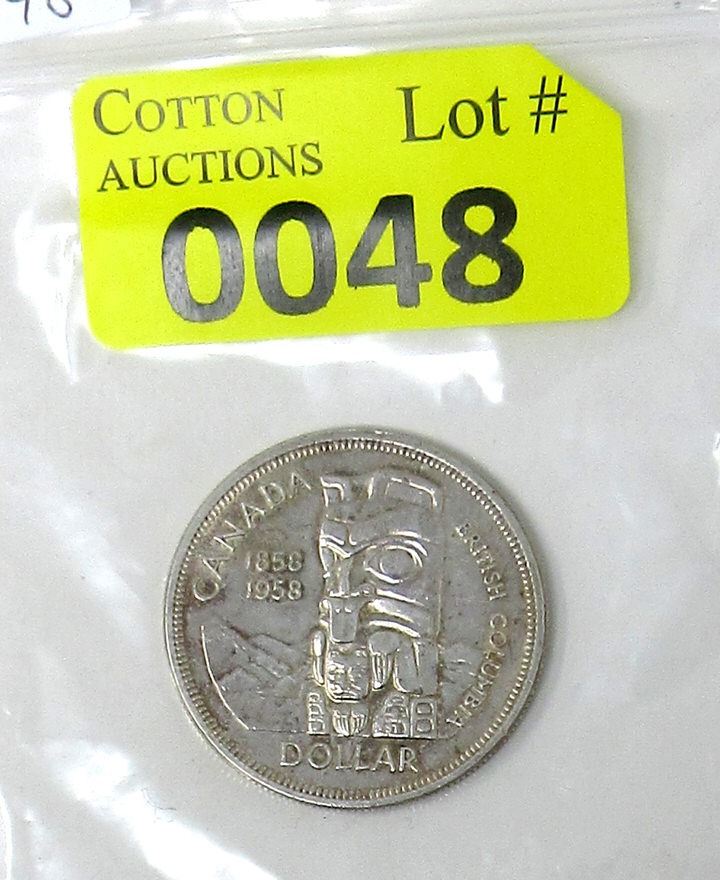 COTTON
AUCTIONS
Lot #
0048
CANADA
1858
1958
BRITISH COLUMBIA
DOLLAR